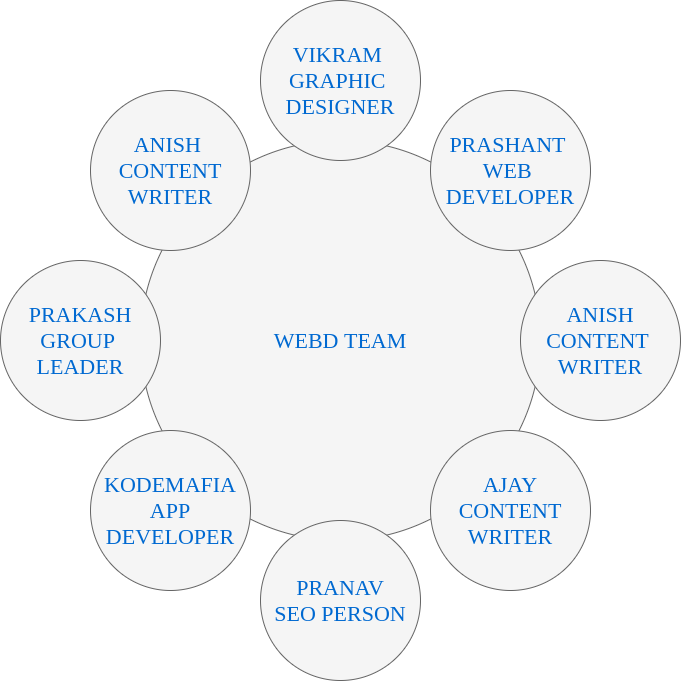 VIKRAM
GRAPHIC
DESIGNER
ANISH
CONTENT
WRITER
PRASHANT
WEB
DEVELOPER
PRAKASH
GROUP
LEADER
WEBD TEAM
ANISH
CONTENT
WRITER
KODEMAFIA
APP
DEVELOPER
AJAY
CONTENT
WRITER
PRANAV
SEO PERSON